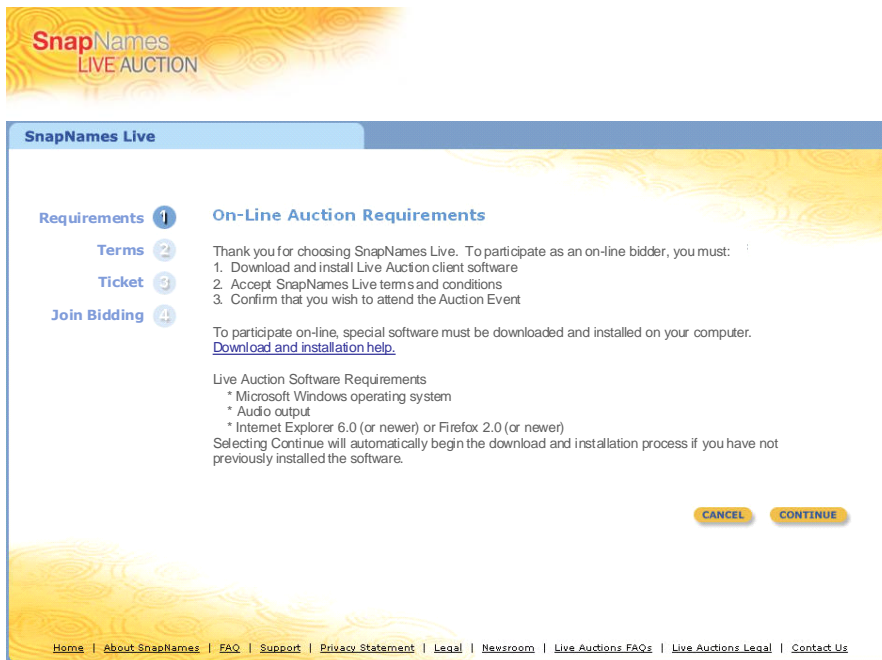 SnapNames
LIVE AUCTION
SnapNames Live
Requirements 1
Terms 2
Ticket 3
Join Bidding 4
On-Line Auction Requirements
Thank you for choosing SnapNames Live. To participate as an on-line bidder, you must:
1. Download and install Live Auction client software
2. Accept SnapNames Live terms and conditions
3. Confirm that you wish to attend the Auction Event
To participate on-line, special software must be downloaded and installed on your computer.
Download and installation help.
Live Auction Software Requirements
* Microsoft Windows operating system
* Audio output
* Internet Explorer 6.0 (or newer) or Firefox 2.0 (or newer)
Selecting Continue will automatically begin the download and installation process if you have not
previously installed the software.
CANCEL CONTINUE
Home | About SnapNames | FAQ | Support | Privacy Statement | Legal | Newsroom | Live Auctions FAQs | Live Auctions Legal | Contact Us